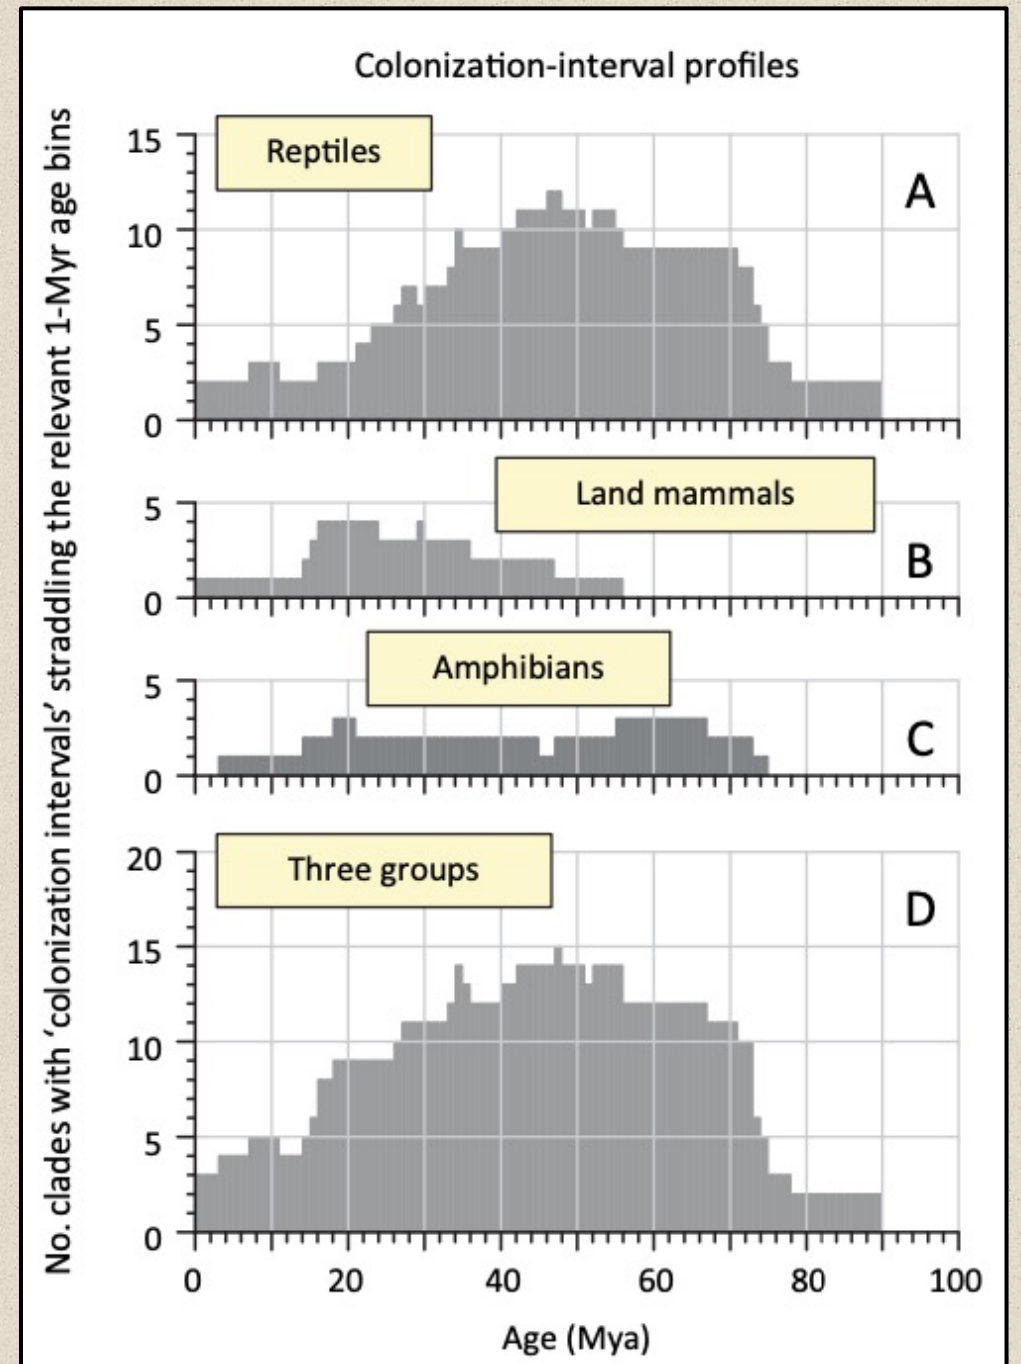 Colonization-interval profiles
No. clades with ‘colonization intervals’ straddling the relevant 1-Myr age bins
15
Reptiles
A
10
5
0
Land mammals
5
B
0
Amphibians
5
C
0
20
Three groups
D
15
10
5
0
0 20 40 60 80 100
Age (Mya)